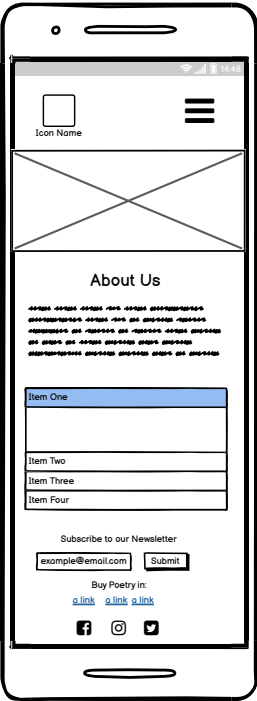 14:45
Icon Name
About Us
Item One
Item Two
Item Three
Item Four
Subscribe to our Newsletter
example@email.com Submit
Buy Poetry in:
a link a link a link